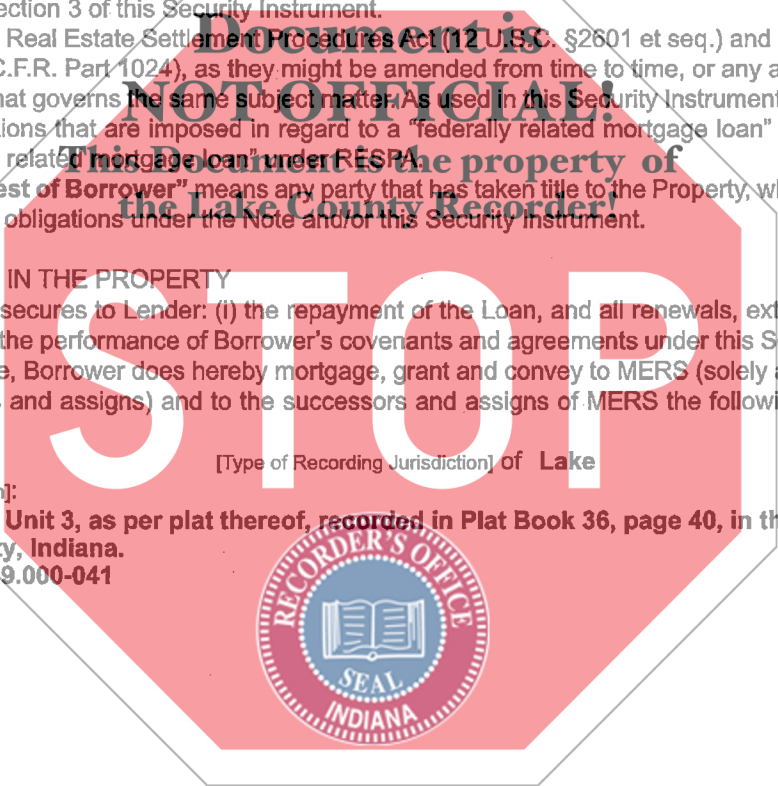 ection 3 of this Security Instrument.
Document is
Real Estate Settlement Procedures Act (12 U.S.C. §2601 et seq.) and
C.F.R. Part 1024), as they might be amended from time to time, or any a
NOT OFFICIAL!
hat governs the same subject matter. As used in this Security Instrument
ions that are imposed in regard to a "federally related mortgage loan"
related mortgage loan" under RESPA.
This Document is the property of
est of Borrower" means any party that has taken title to the Property, wh
the Lake County Recorder!
obligations under the Note and/or this Security Instrument.
IN THE PROPERTY
secures to Lender: (i) the repayment of the Loan, and all renewals, ext
the performance of Borrower's covenants and agreements under this S
e, Borrower does hereby mortgage, grant and convey to MERS (solely a
and assigns) and to the successors and assigns of MERS the followi
STOP
[Type of Recording Jurisdiction] of Lake
n]:
Unit 3, as per plat thereof, recorded in Plat Book 36, page 40, in th
ty, Indiana.
9.000-041
RECORDER'S OFFICE
SEAL
INDIANA